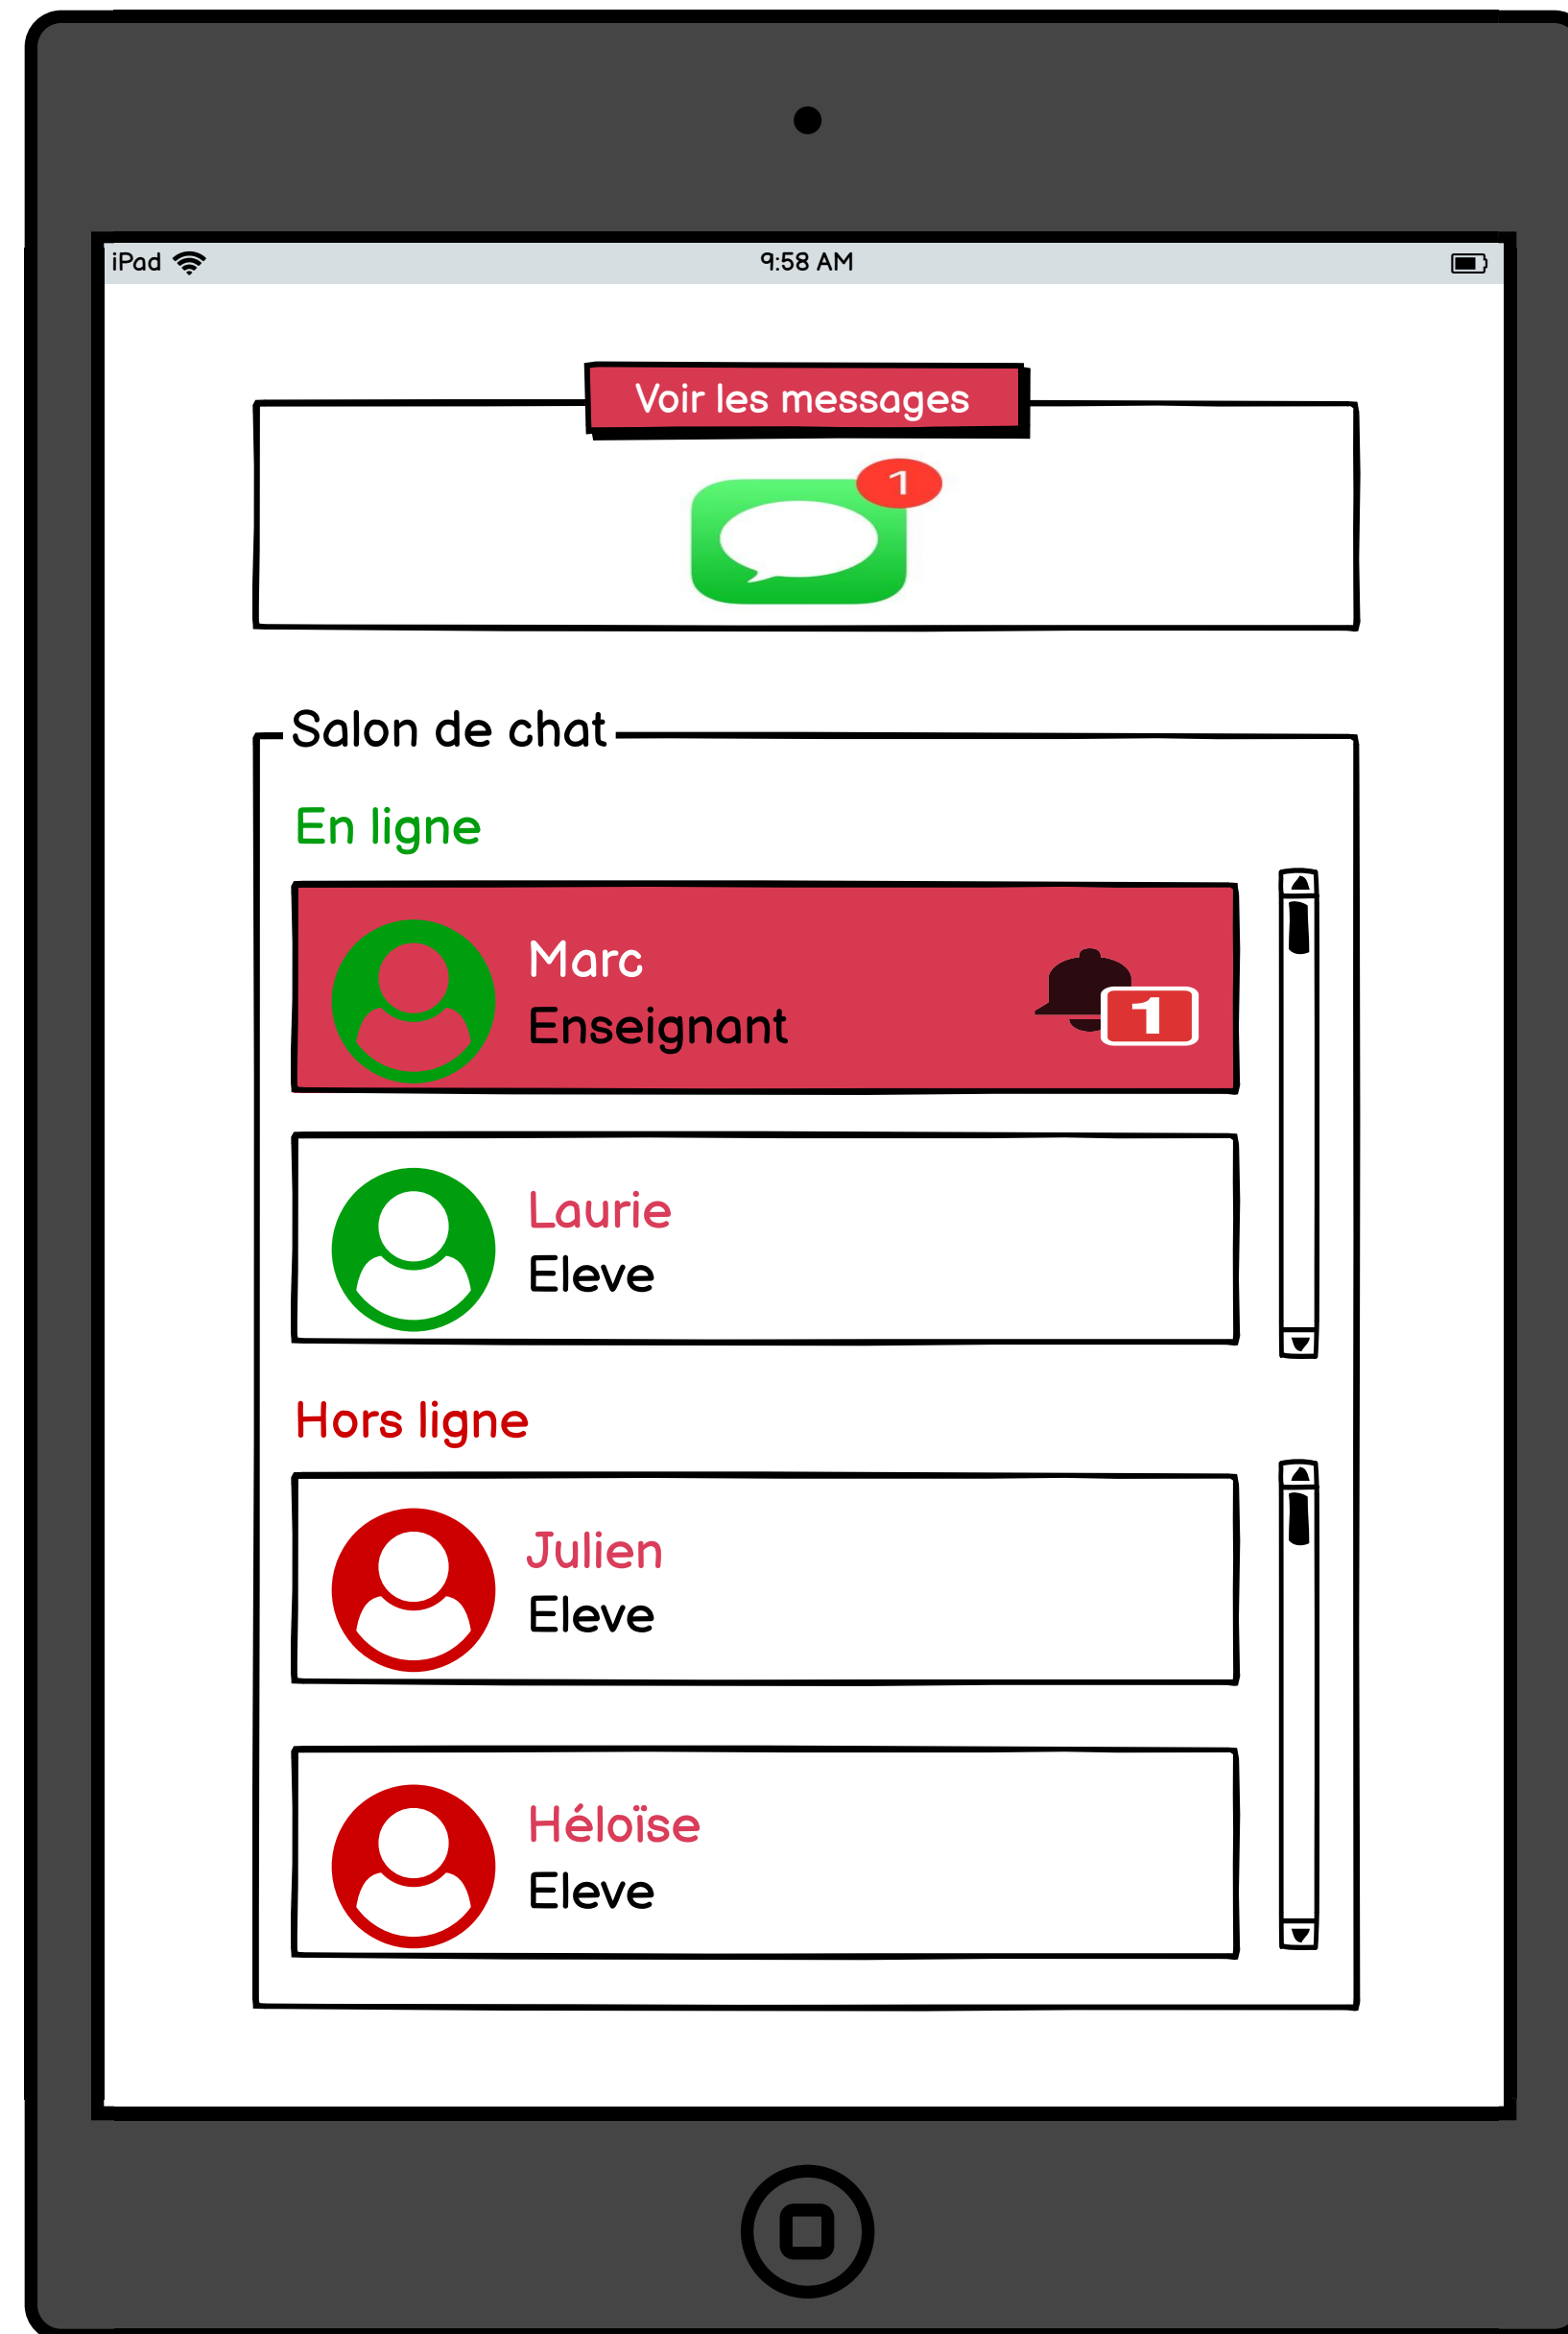 iPad
9:58 AM
Voir les messages
1
Salon de chat
En ligne
Marc
Enseignant
1
Laurie
Eleve
Hors ligne
Julien
Eleve
Héloïse
Eleve